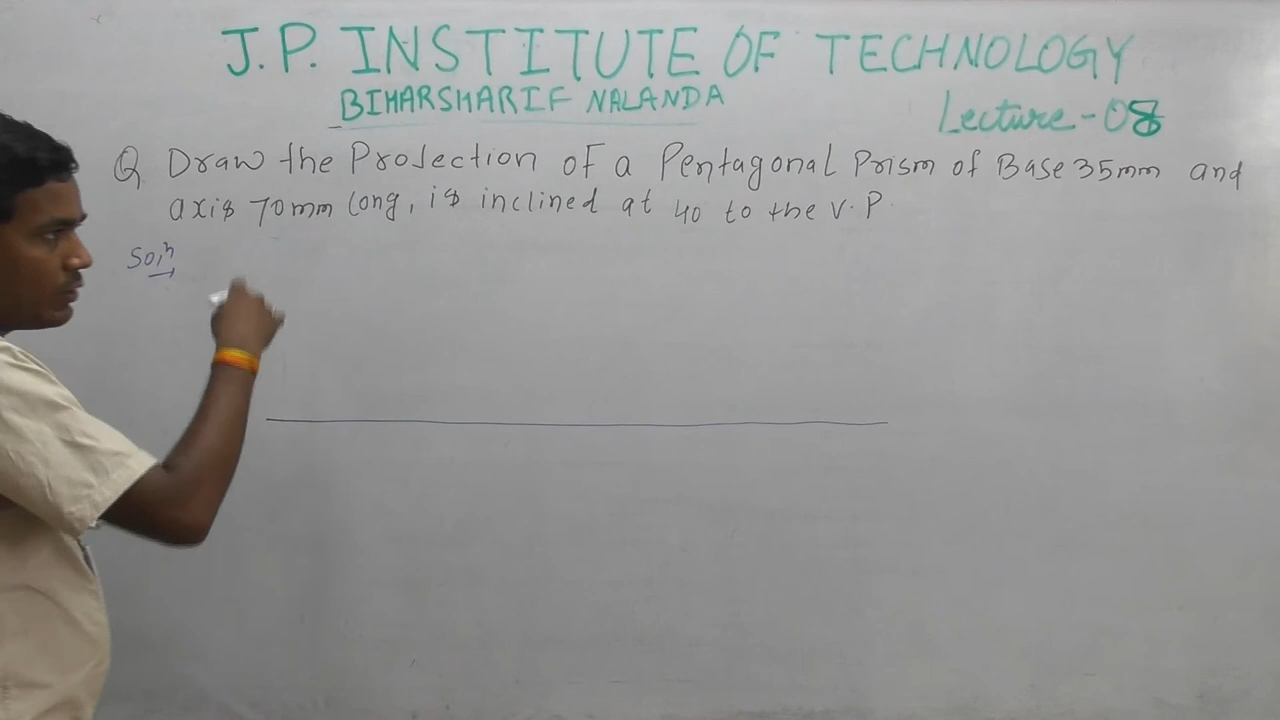 J.P. INSTITUTE OF TECHNOLOGY
BIHARSHARIF NALANDA
Lecture-08
Q Draw the Projection of a Pentagonal Prism of Base 35mm and
axis 70mm long, is inclined at 40 to the V.P.
Solⁿ